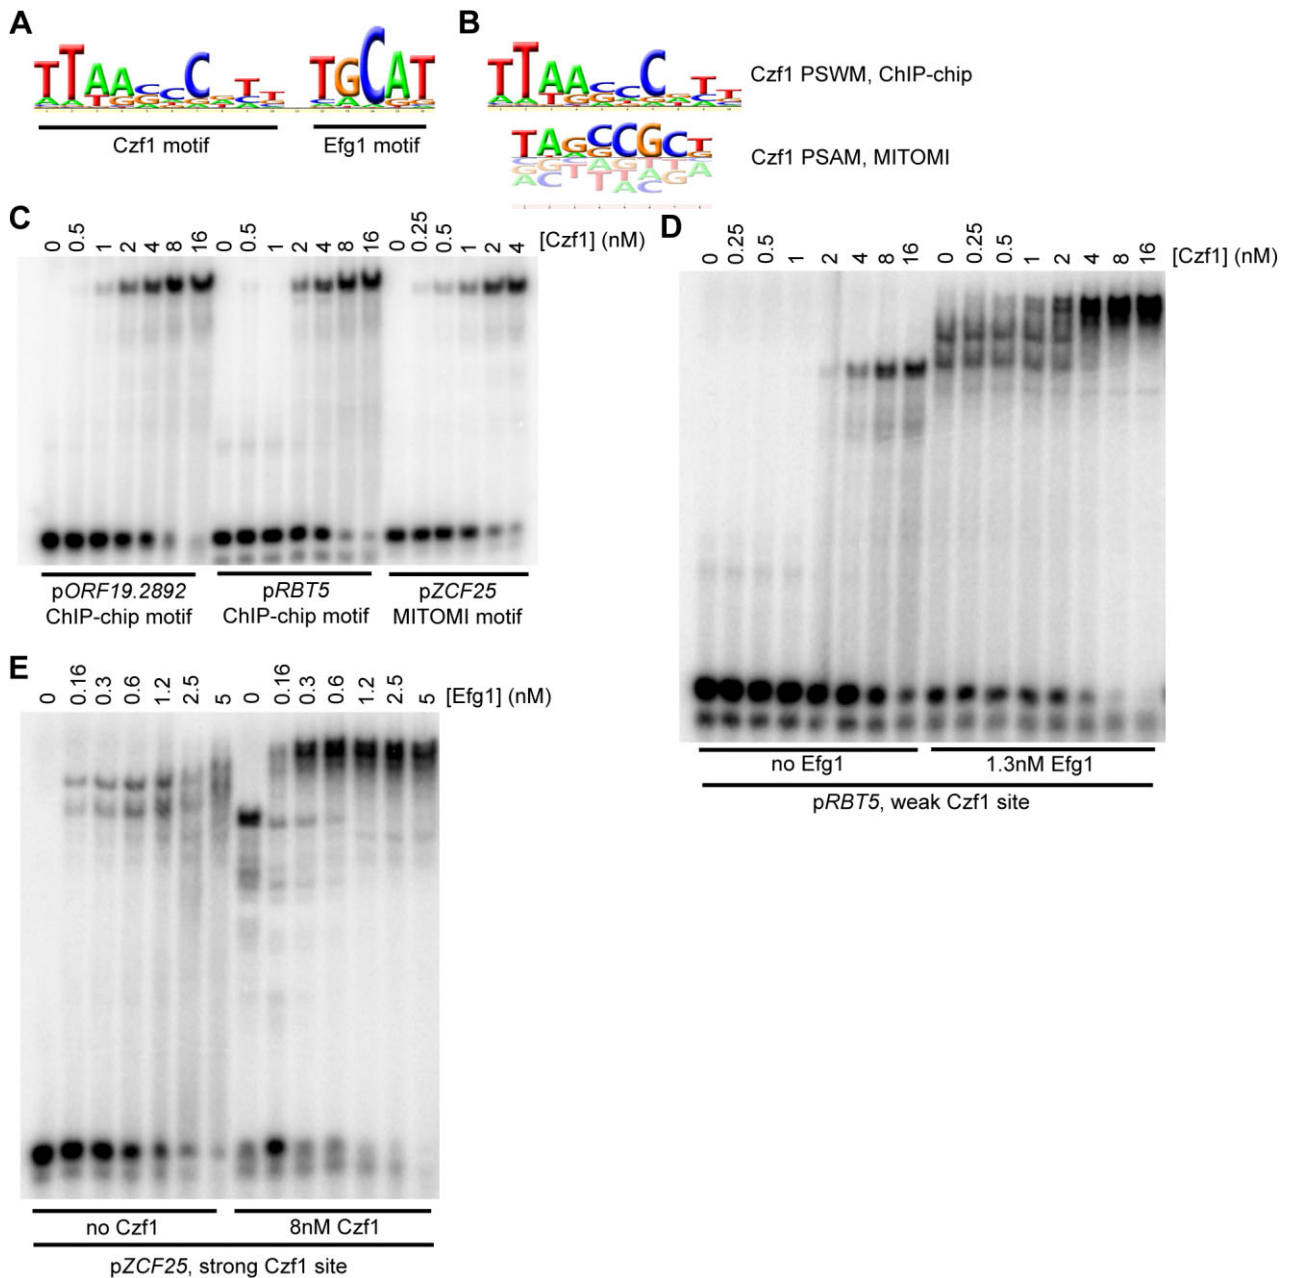 A
Czf1 motif
Efg1 motif
B
Czf1 PSWM, ChIP-chip
TAGCCGCT
Czf1 PSAM, MITOMI
C
0 0.5 1 2 4 8 16 0 0.5 1 2 4 8 16 0 0.25 0.5 1 2 4 [Czf1] (nM)
pORF19.2892
ChIP-chip motif
pRBT5
ChIP-chip motif
pZCF25
MITOMI motif
D
0 0.25 0.5 1 2 4 8 16 0 0.25 0.5 1 2 4 8 16 [Czf1] (nM)
no Efg1
1.3nM Efg1
pRBT5, weak Czf1 site
E
0 0.16 0.3 0.6 1.2 2.5 5 0 0.16 0.3 0.6 1.2 2.5 5 [Efg1] (nM)
no Czf1
8nM Czf1
pZCF25, strong Czf1 site